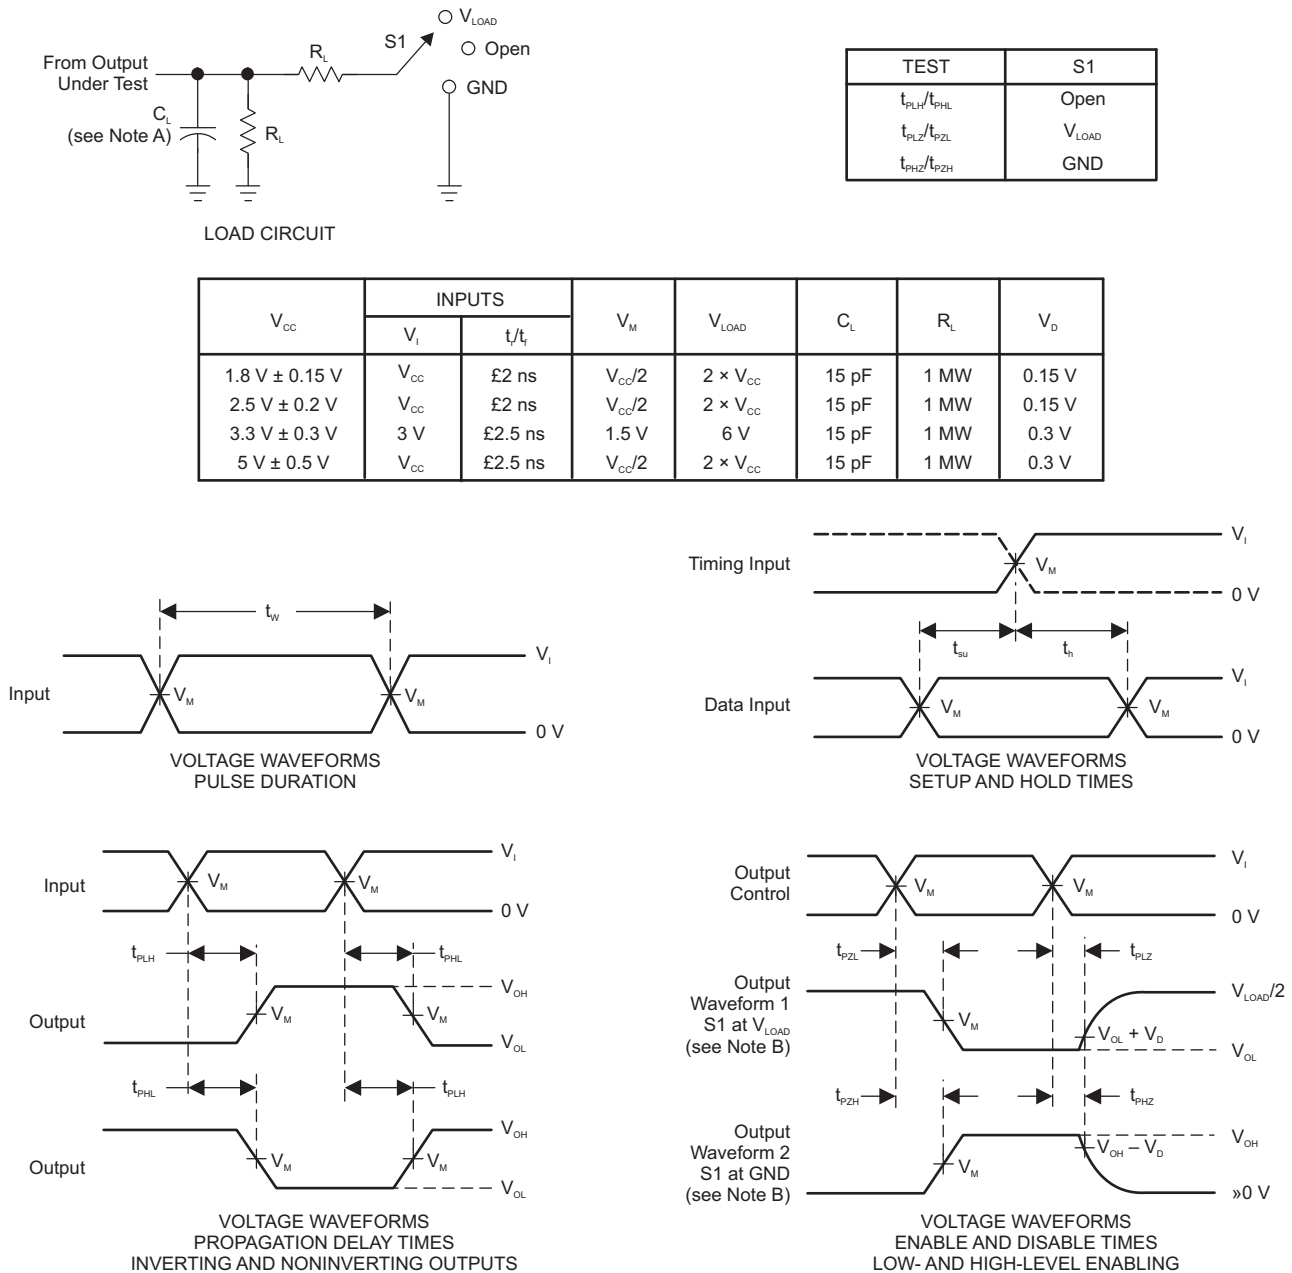 V_LOAD
S1
Open
R_L
From Output
Under Test
GND
C_L
(see Note A)
R_L
LOAD CIRCUIT
TEST S1
t_PLH/t_PHL Open
t_PLZ/t_PZL V_LOAD
t_PHZ/t_PZH GND
V_CC INPUTS V_M V_LOAD C_L R_L V_D
V_I t_r/t_f
1.8 V ± 0.15 V V_CC £2 ns V_CC/2 2 × V_CC 15 pF 1 MW 0.15 V
2.5 V ± 0.2 V V_CC £2 ns V_CC/2 2 × V_CC 15 pF 1 MW 0.15 V
3.3 V ± 0.3 V 3 V £2.5 ns 1.5 V 6 V 15 pF 1 MW 0.3 V
5 V ± 0.5 V V_CC £2.5 ns V_CC/2 2 × V_CC 15 pF 1 MW 0.3 V
t_W
Input
V_M
V_M
V_I
0 V
VOLTAGE WAVEFORMS
PULSE DURATION
Timing Input
V_M
V_I
0 V
t_su
t_h
Data Input
V_M
V_M
V_I
0 V
VOLTAGE WAVEFORMS
SETUP AND HOLD TIMES
Input
V_M
V_M
V_I
0 V
t_PLH
t_PHL
Output
V_M
V_M
V_OH
V_OL
t_PHL
t_PLH
Output
V_M
V_M
V_OH
V_OL
VOLTAGE WAVEFORMS
PROPAGATION DELAY TIMES
INVERTING AND NONINVERTING OUTPUTS
Output
Control
V_M
V_M
V_I
0 V
t_PZL
t_PLZ
Output
Waveform 1
S1 at V_LOAD
(see Note B)
V_M
V_OL + V_D
V_LOAD/2
V_OL
t_PZH
t_PHZ
Output
Waveform 2
S1 at GND
(see Note B)
V_M
V_OH − V_D
V_OH
»0 V
VOLTAGE WAVEFORMS
ENABLE AND DISABLE TIMES
LOW- AND HIGH-LEVEL ENABLING